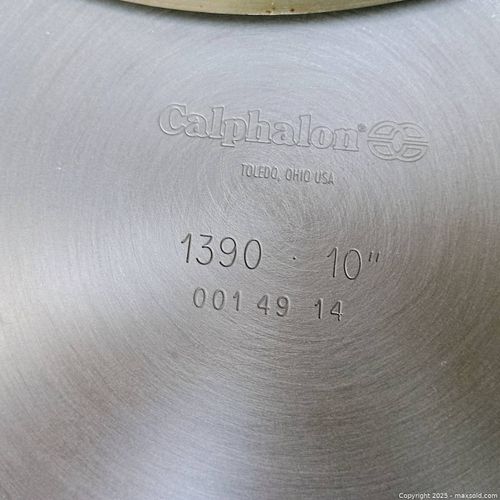 Calphalon®
TOLEDO, OHIO USA
1390 · 10"
001 49 14
Copyright 2025 - maxsold.com